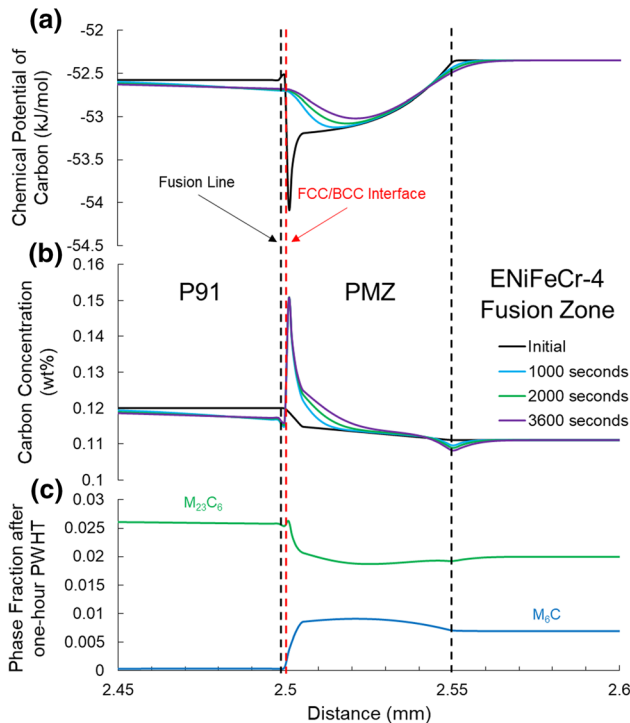 (a)
Chemical Potential of
Carbon (kJ/mol)
-52
-52.5
-53
-53.5
-54
-54.5
Fusion Line
FCC/BCC Interface
(b)
Carbon Concentration
(wt%)
0.16
0.15
0.14
0.13
0.12
0.11
0.1
P91
PMZ
ENiFeCr-4
Fusion Zone
Initial
1000 seconds
2000 seconds
3600 seconds
(c)
Phase Fraction after
one-hour PWHT
0.03
0.025
0.02
0.015
0.01
0.005
0
M₂₃C₆
M₆C
2.45
2.5
2.55
2.6
Distance (mm)